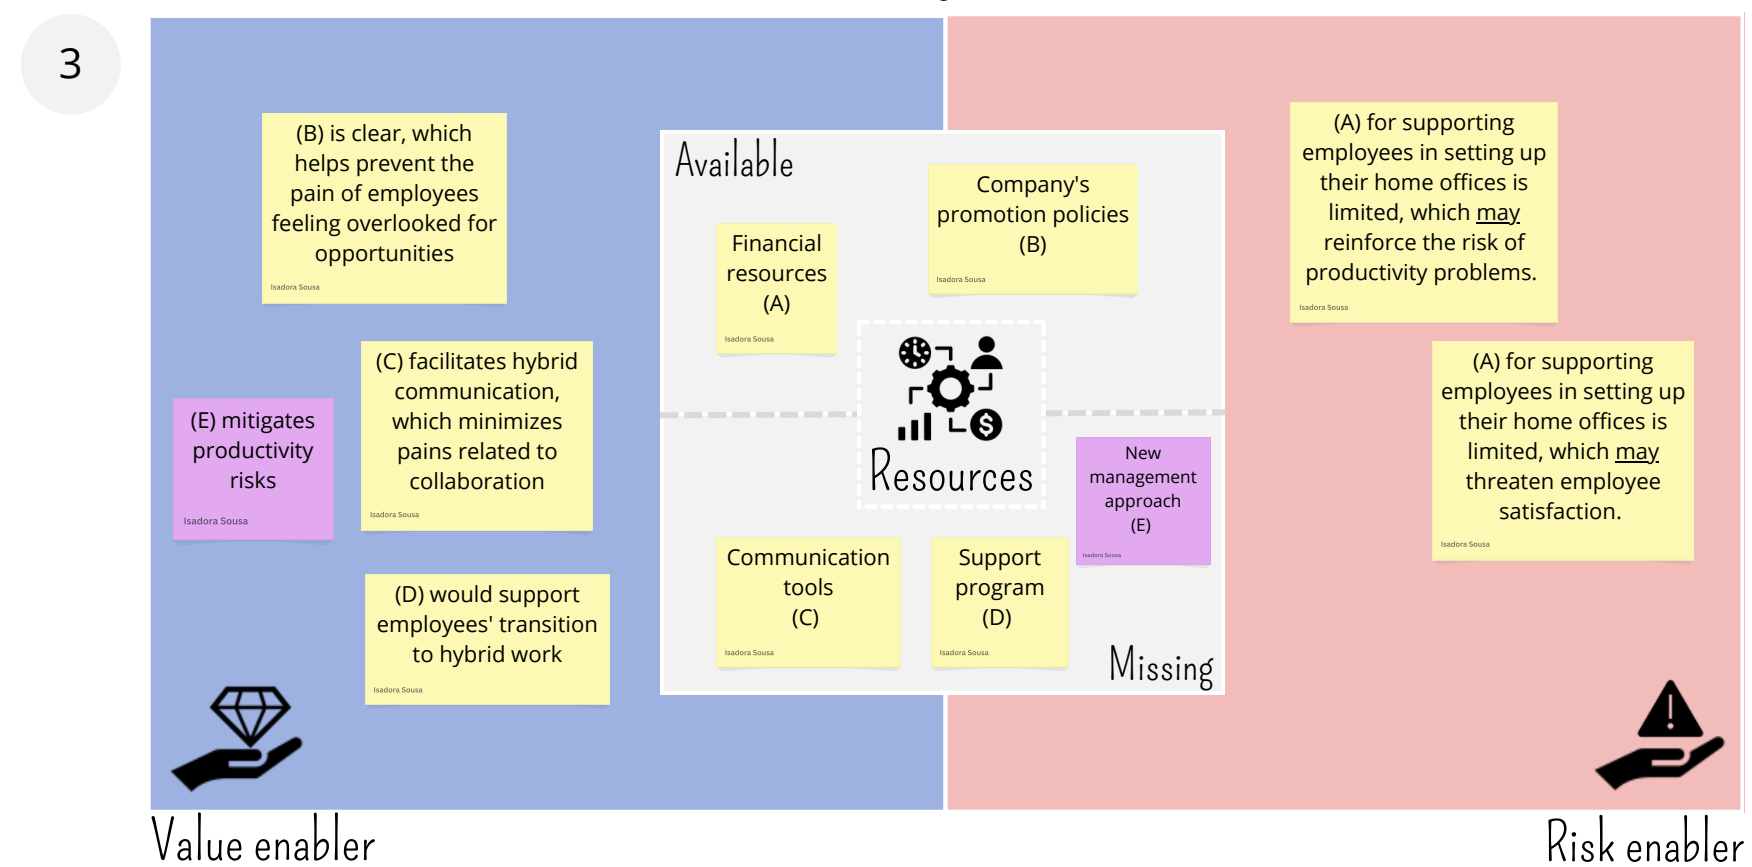 3
(B) is clear, which
helps prevent the
pain of employees
feeling overlooked for
opportunities
Isadora Sousa
(C) facilitates hybrid
communication,
which minimizes
pains related to
collaboration
Isadora Sousa
(E) mitigates
productivity
risks
Isadora Sousa
(D) would support
employees' transition
to hybrid work
Isadora Sousa
Value enabler
Available
Financial
resources
(A)
Isadora Sousa
Company's
promotion policies
(B)
Isadora Sousa
Resources
New
management
approach
(E)
Isadora Sousa
Communication
tools
(C)
Isadora Sousa
Support
program
(D)
Isadora Sousa
Missing
(A) for supporting
employees in setting up
their home offices is
limited, which may
reinforce the risk of
productivity problems.
Isadora Sousa
(A) for supporting
employees in setting up
their home offices is
limited, which may
threaten employee
satisfaction.
Isadora Sousa
Risk enabler